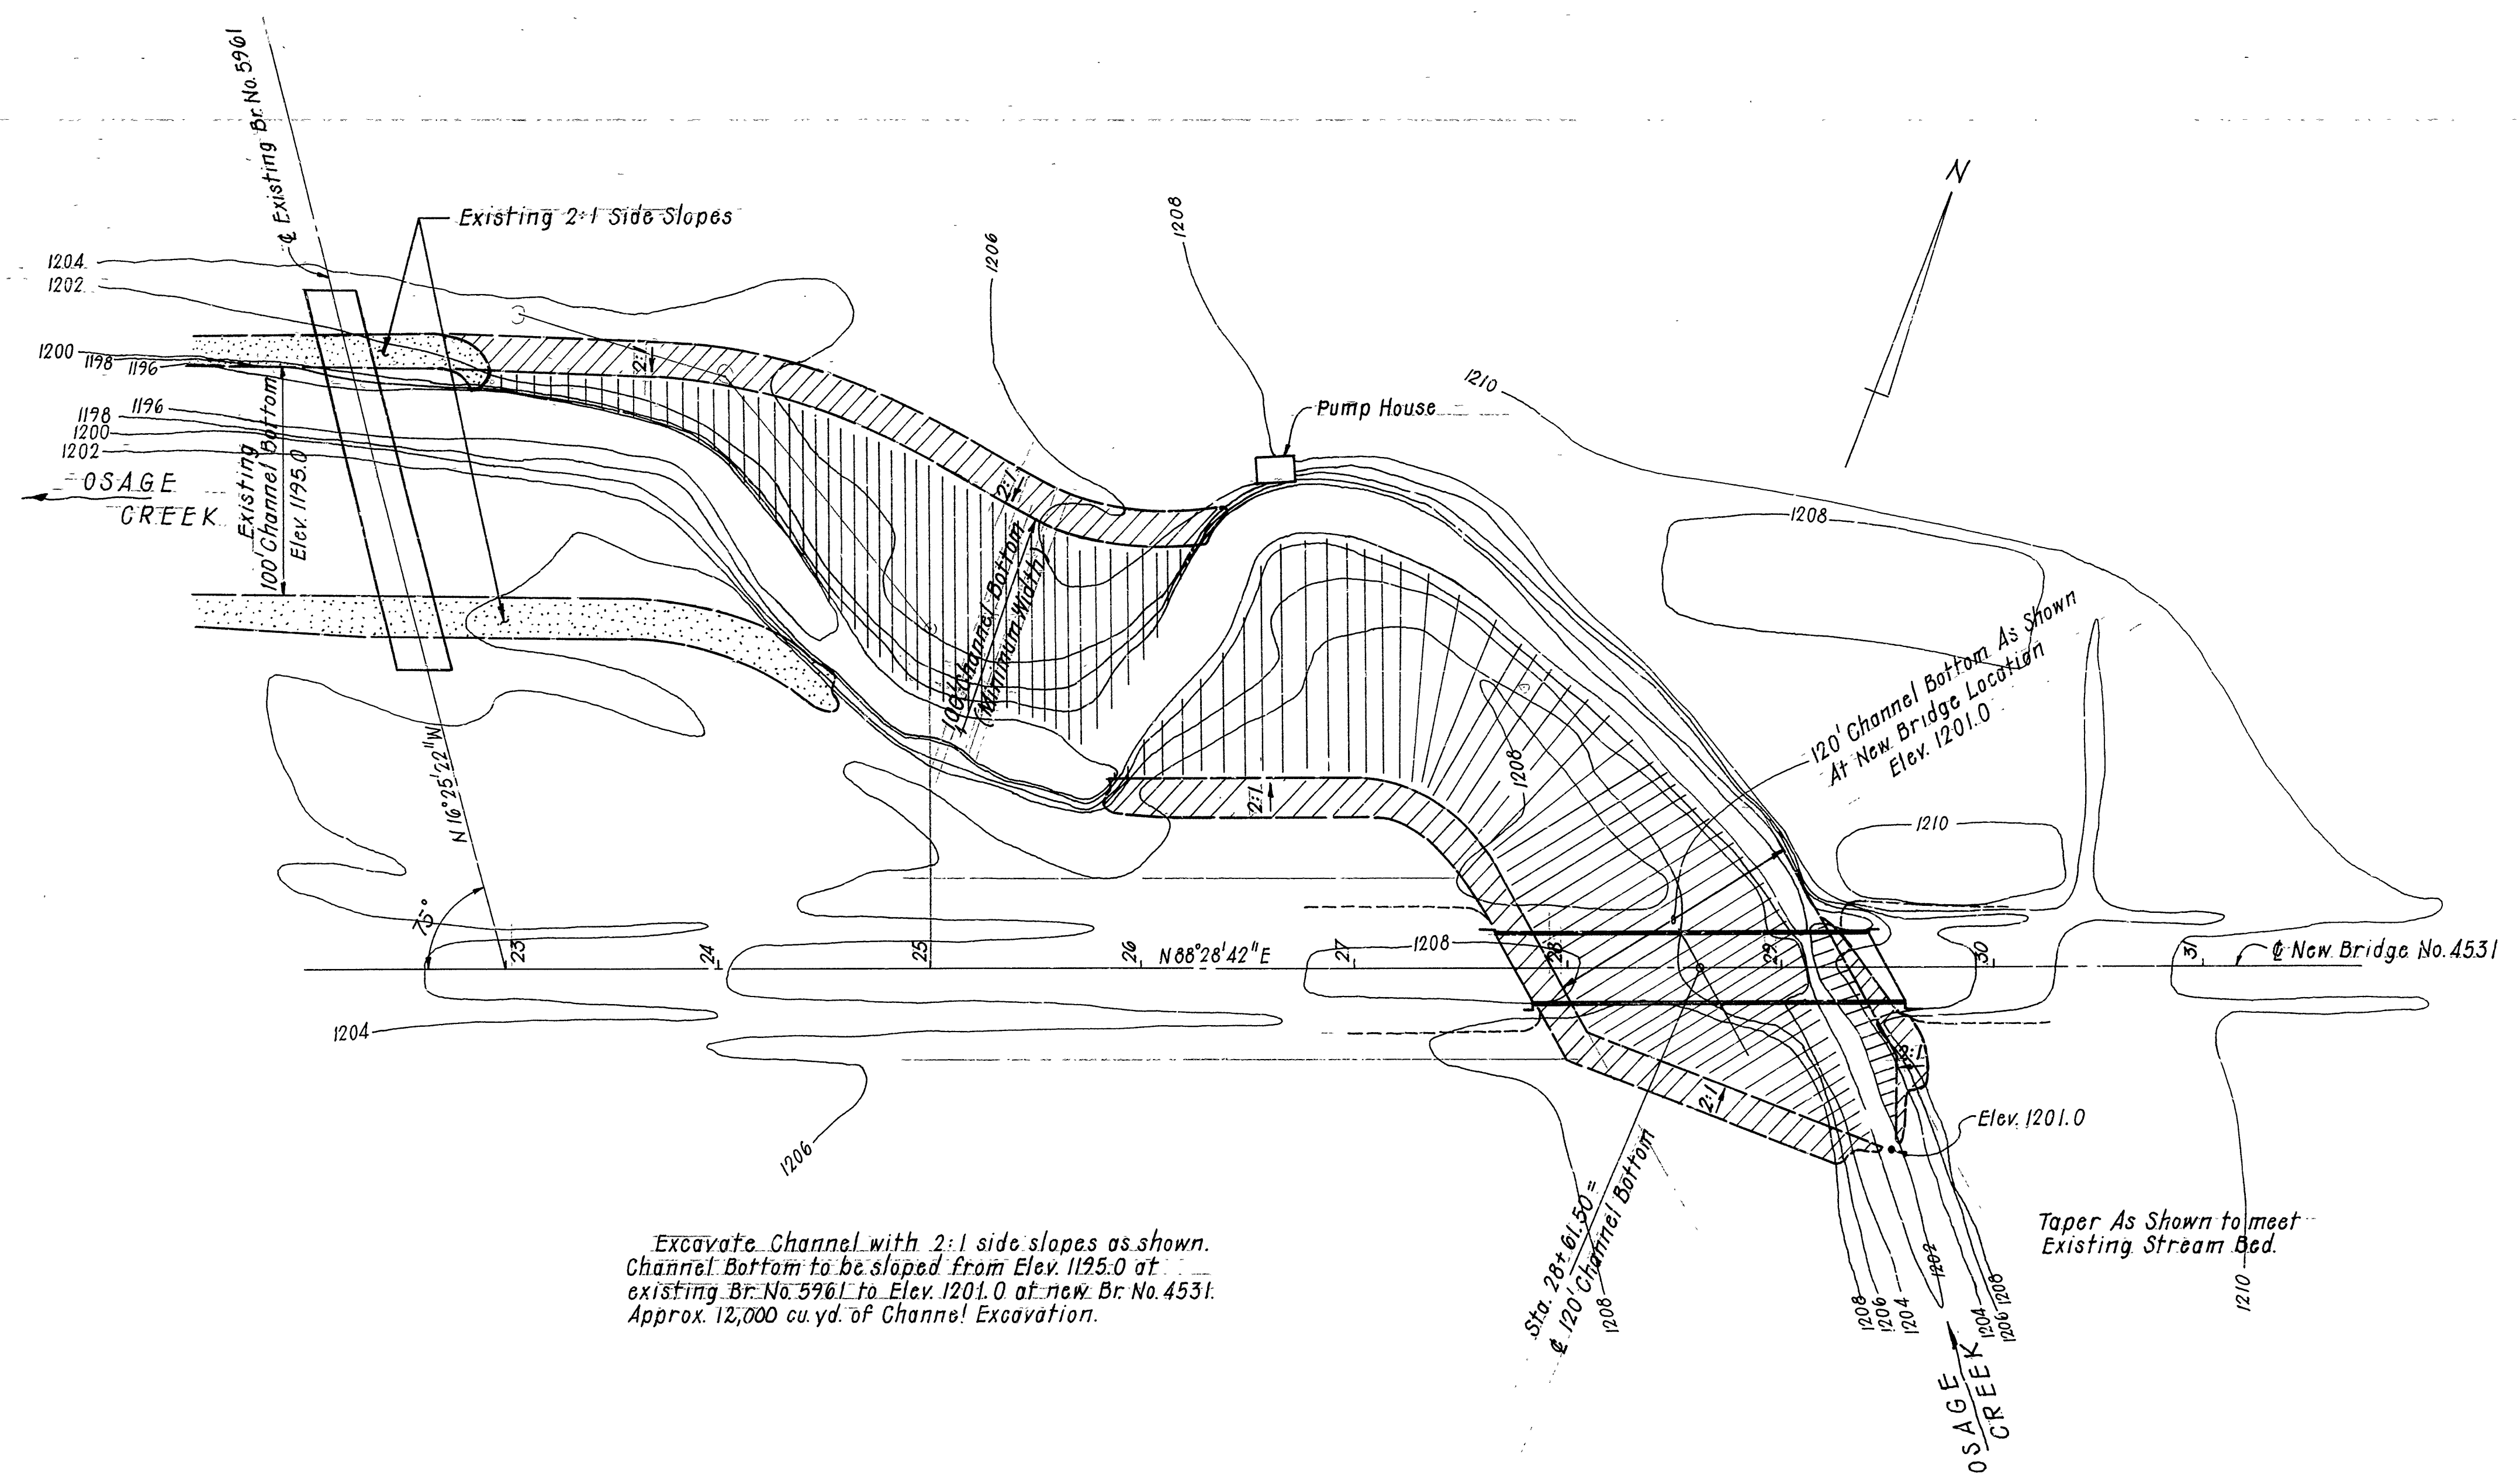 ℄ Existing Br. No. 5961
Existing 2:1 Side Slopes
N
1204
1202
1200
1198
1196
1198
1196
1200
1202
1206
1208
1210
1208
1210
Pump House
OSAGE
CREEK
Existing
100' Channel Bottom
Elev. 1195.0
2:1
2:1
100' Channel Bottom
(Minimum Width)
120' Channel Bottom As Shown
At New Bridge Location
Elev. 1201.0
1208
2:1
N 16°25'22"W
75°
23
24
25
26
N 88°28'42"E
27
1208
28
29
30
31
℄ New Bridge No. 4531
1204
1206
2:1
2:1
Elev. 1201.0
Sta. 28+61.50 =
℄ 120' Channel Bottom
1208
1208
1206
1204
1202
1204
1206
1208
1210
Taper As Shown to meet
Existing Stream Bed.
OSAGE
CREEK
Excavate Channel with 2:1 side slopes as shown.
Channel Bottom to be sloped from Elev. 1195.0 at
existing Br. No. 5961 to Elev. 1201.0 at new Br. No. 4531.
Approx. 12,000 cu. yd. of Channel Excavation.